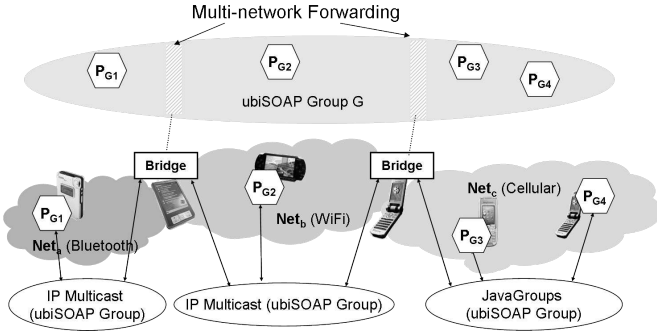 Multi-network Forwarding
PG1
PG2
PG3
PG4
ubiSOAP Group G
Bridge
Bridge
PG1
PG2
Netc (Cellular)
PG4
PG3
Neta (Bluetooth)
Netb (WiFi)
IP Multicast
(ubiSOAP Group)
IP Multicast (ubiSOAP Group)
JavaGroups
(ubiSOAP Group)